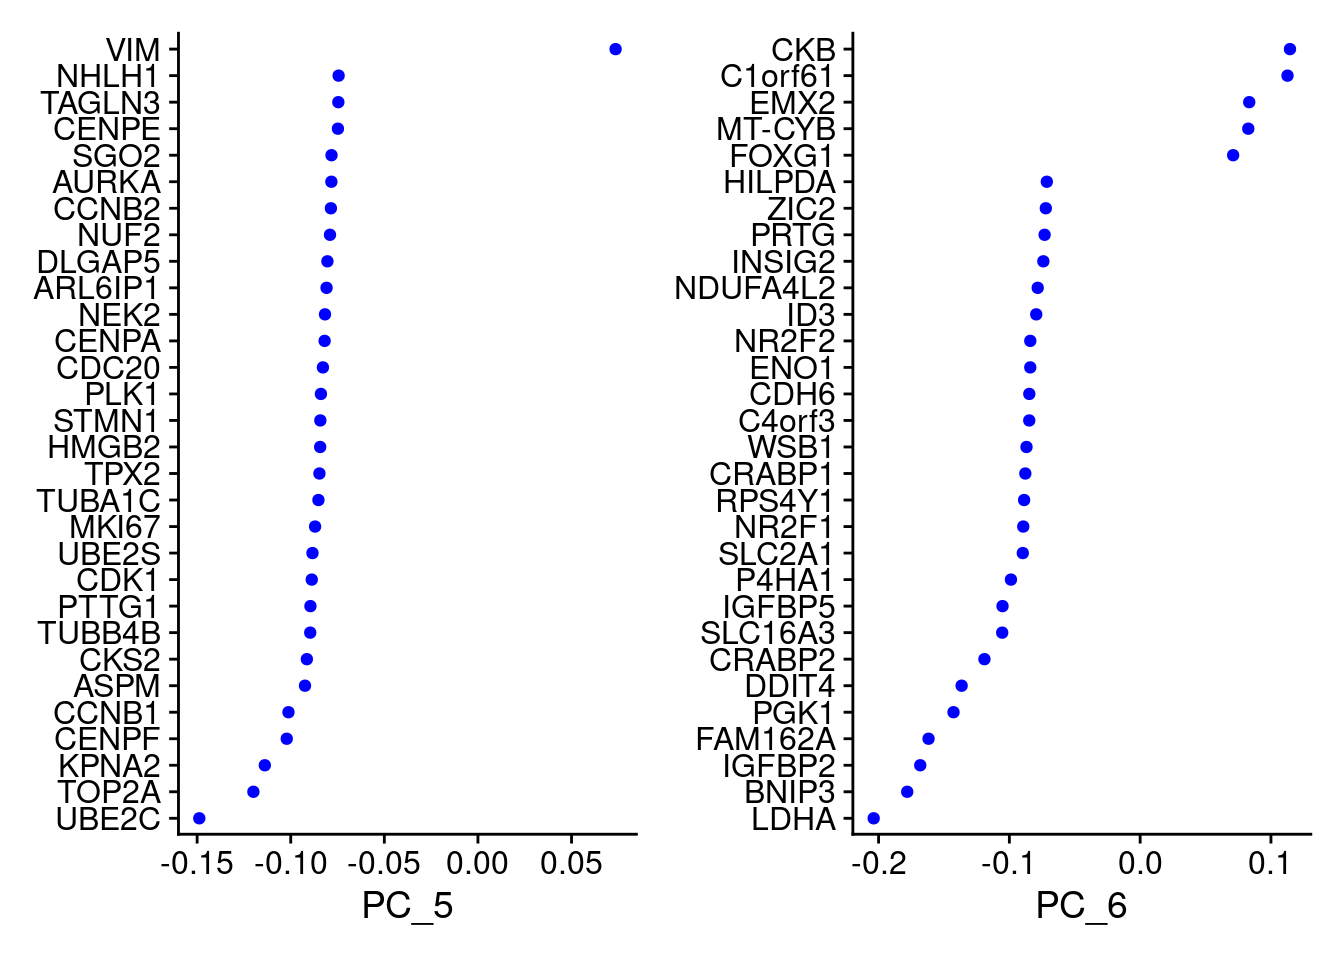 VIM
NHLH1
TAGLN3
CENPE
SGO2
AURKA
CCNB2
NUF2
DLGAP5
ARL6IP1
NEK2
CENPA
CDC20
PLK1
STMN1
HMGB2
TPX2
TUBA1C
MKI67
UBE2S
CDK1
PTTG1
TUBB4B
CKS2
ASPM
CCNB1
CENPF
KPNA2
TOP2A
UBE2C
-0.15 -0.10 -0.05 0.00 0.05
PC_5
CKB
C1orf61
EMX2
MT-CYB
FOXG1
HILPDA
ZIC2
PRTG
INSIG2
NDUFA4L2
ID3
NR2F2
ENO1
CDH6
C4orf3
WSB1
CRABP1
RPS4Y1
NR2F1
SLC2A1
P4HA1
IGFBP5
SLC16A3
CRABP2
DDIT4
PGK1
FAM162A
IGFBP2
BNIP3
LDHA
-0.2 -0.1 0.0 0.1
PC_6